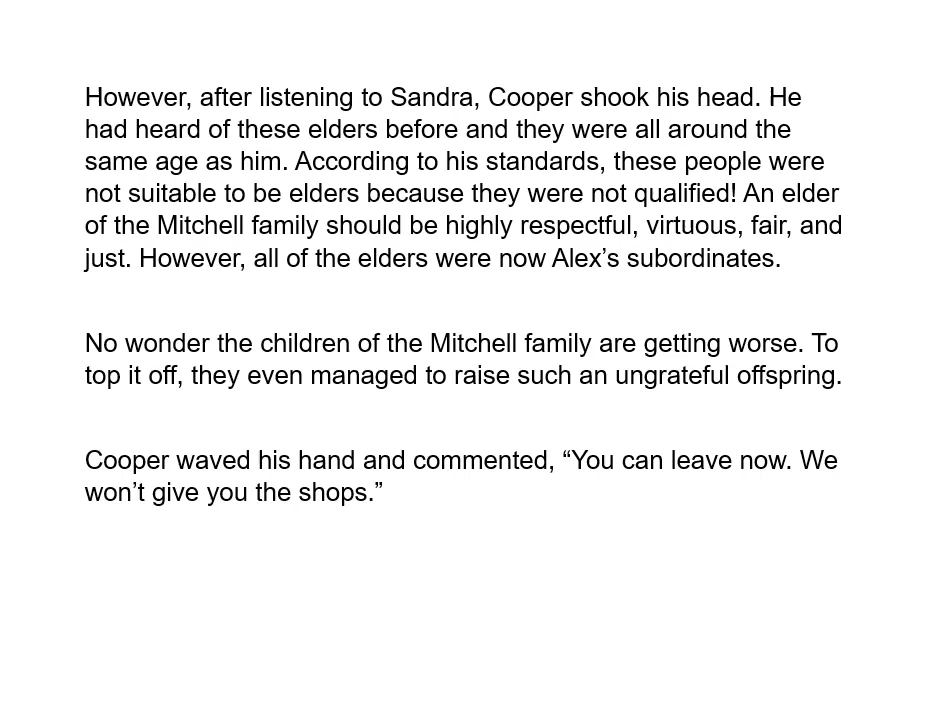 However, after listening to Sandra, Cooper shook his head. He
had heard of these elders before and they were all around the
same age as him. According to his standards, these people were
not suitable to be elders because they were not qualified! An elder
of the Mitchell family should be highly respectful, virtuous, fair, and
just. However, all of the elders were now Alex’s subordinates.
No wonder the children of the Mitchell family are getting worse. To
top it off, they even managed to raise such an ungrateful offspring.
Cooper waved his hand and commented, “You can leave now. We
won’t give you the shops.”